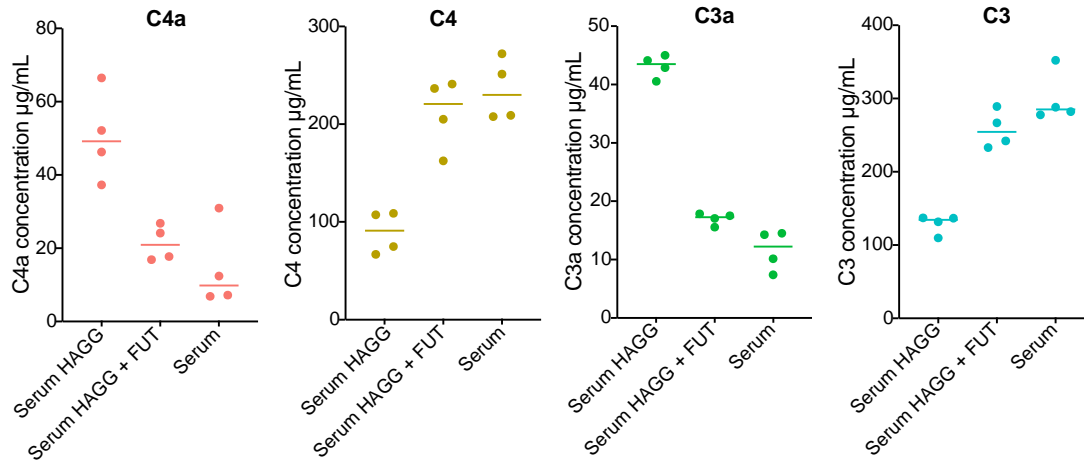 C4a
C4a concentration µg/mL
80
60
40
20
0
Serum HAGG
Serum HAGG + FUT
Serum
C4
C4 concentration µg/mL
300
200
100
0
Serum HAGG
Serum HAGG + FUT
Serum
C3a
C3a concentration µg/mL
50
40
30
20
10
0
Serum HAGG
Serum HAGG + FUT
Serum
C3
C3 concentration µg/mL
400
300
200
100
0
Serum HAGG
Serum HAGG + FUT
Serum